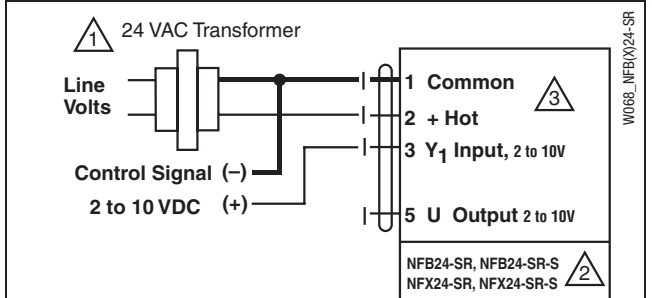 1 24 VAC Transformer
Line
Volts
1 Common
3
2 + Hot
3 Y1 Input, 2 to 10V
Control Signal (–)
2 to 10 VDC (+)
5 U Output 2 to 10V
NFB24-SR, NFB24-SR-S
NFX24-SR, NFX24-SR-S
2
W068_NFB(X)24-SR